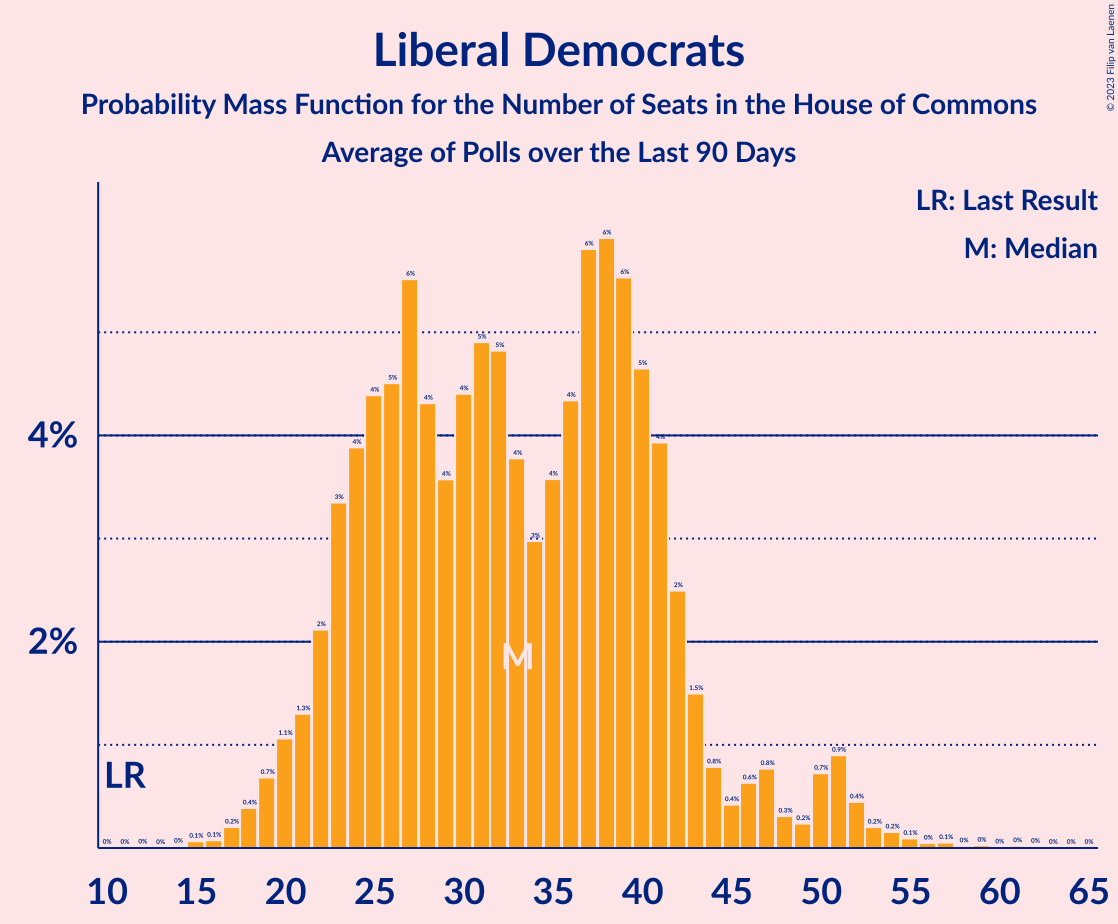 Liberal Democrats
Probability Mass Function for the Number of Seats in the House of Commons
Average of Polls over the Last 90 Days
© 2023 Filip van Laenen
LR: Last Result
M: Median
4%
2%
LR
M
0% 0% 0% 0% 0% 0.1% 0.1% 0.2% 0.4% 0.7% 1.1% 1.3% 2% 3% 4% 4% 5% 6% 4% 4% 4% 5% 5% 4% 3% 4% 4% 6% 6% 6% 5% 4% 2% 1.5% 0.8% 0.4% 0.6% 0.8% 0.3% 0.2% 0.7% 0.9% 0.4% 0.2% 0.2% 0.1% 0% 0.1% 0% 0% 0% 0% 0% 0% 0% 0%
10 15 20 25 30 35 40 45 50 55 60 65